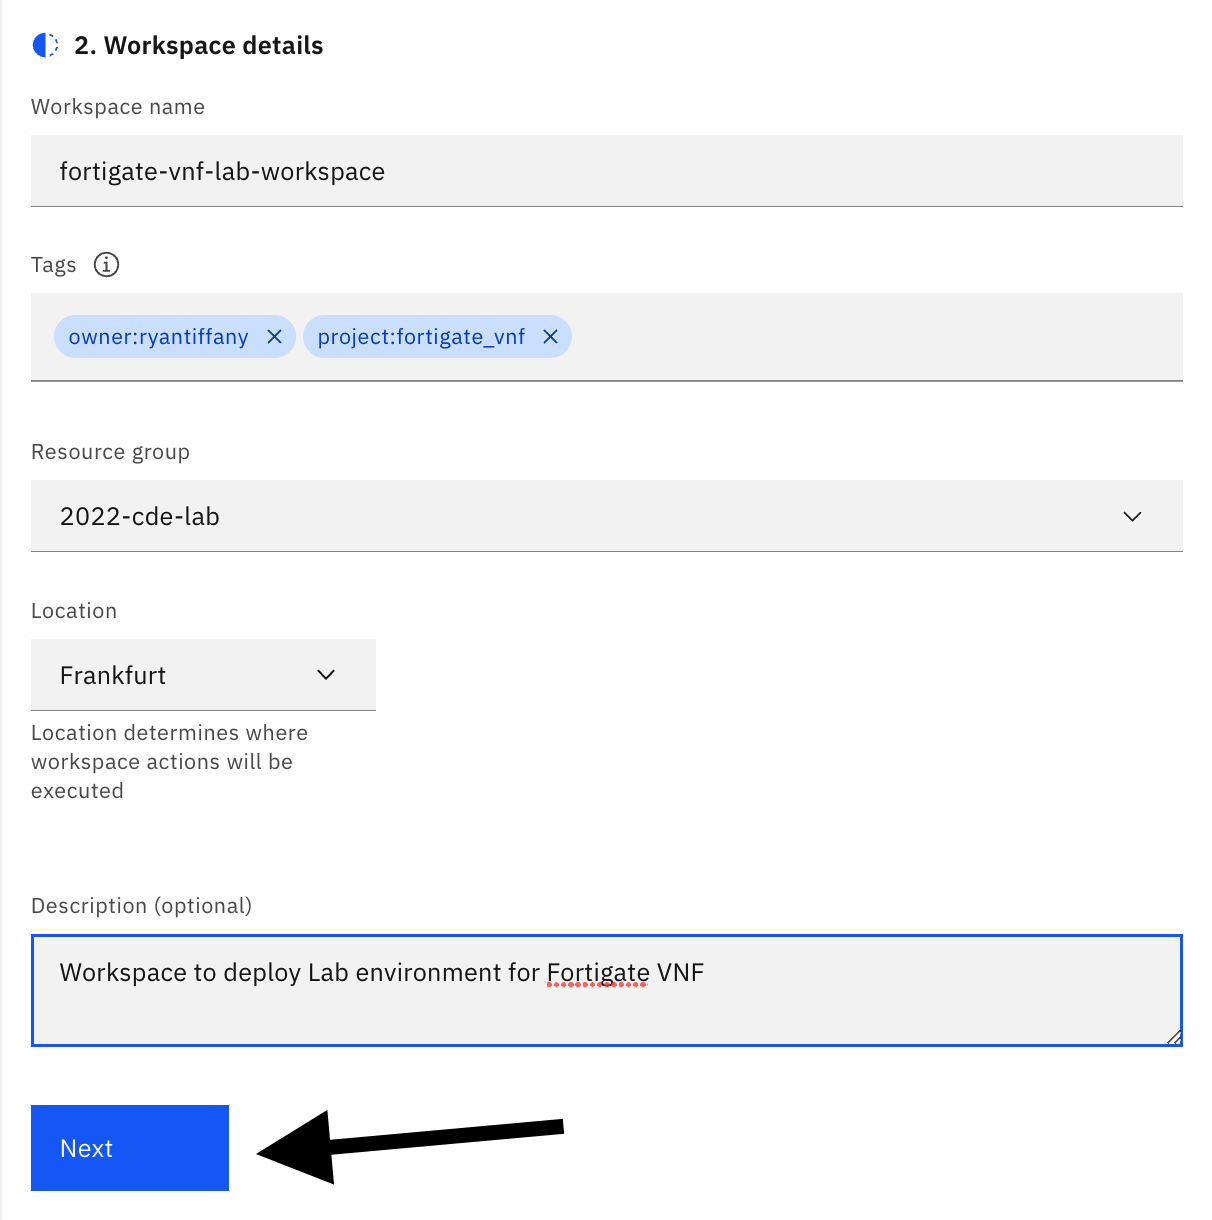 2. Workspace details
Workspace name
fortigate-vnf-lab-workspace
Tags
owner:ryantiffany project:fortigate_vnf
Resource group
2022-cde-lab
Location
Frankfurt
Location determines where
workspace actions will be
executed
Description (optional)
Workspace to deploy Lab environment for Fortigate VNF
Next